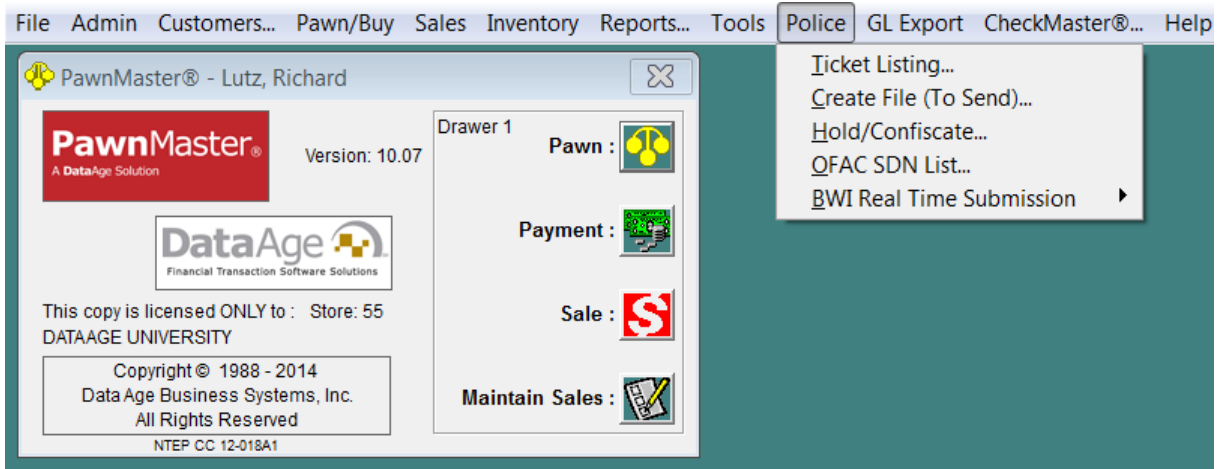 File Admin Customers... Pawn/Buy Sales Inventory Reports... Tools Police GL Export CheckMaster®... Help
PawnMaster® - Lutz, Richard
PawnMaster®
A DataAge Solution
Version: 10.07
DataAge
Financial Transaction Software Solutions
This copy is licensed ONLY to : Store: 55
DATAAGE UNIVERSITY
Copyright © 1988 - 2014
Data Age Business Systems, Inc.
All Rights Reserved
NTEP CC 12-018A1
Drawer 1
Pawn :
Payment :
Sale :
Maintain Sales :
Ticket Listing...
Create File (To Send)...
Hold/Confiscate...
OFAC SDN List...
BWI Real Time Submission